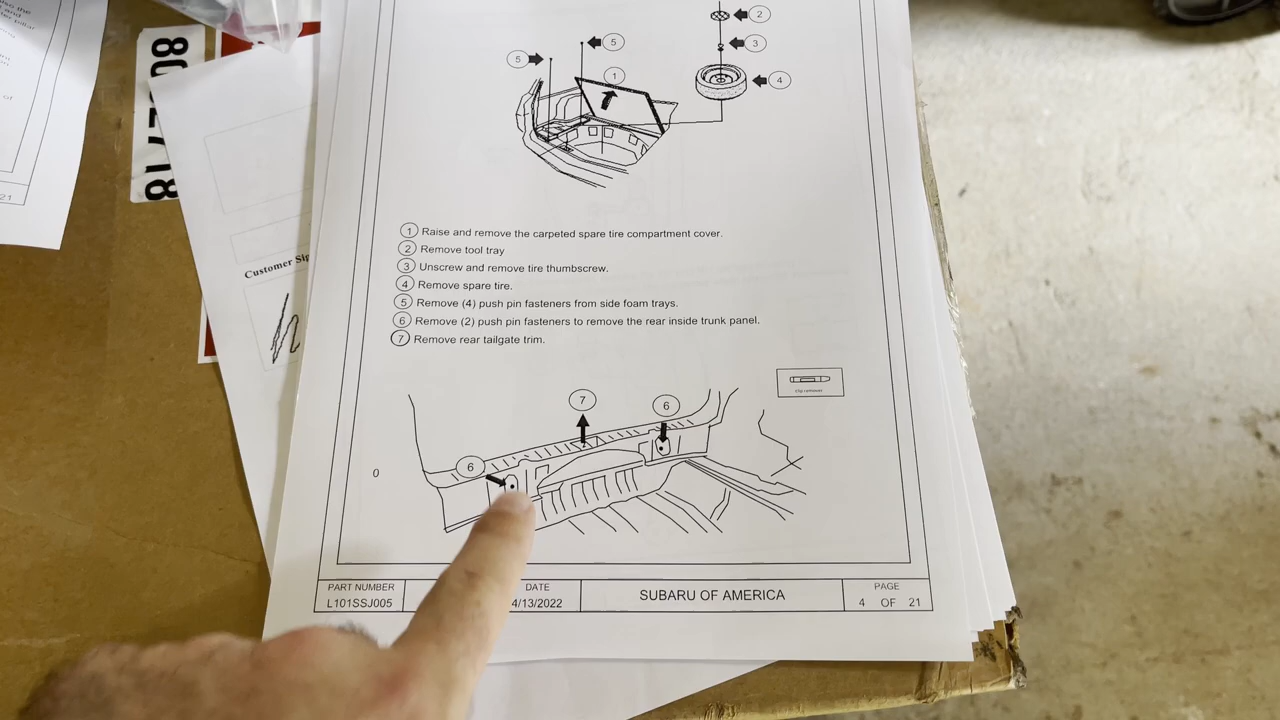 2
3
5
5
1
4
1 Raise and remove the carpeted spare tire compartment cover.
2 Remove tool tray
3 Unscrew and remove tire thumbscrew.
4 Remove spare tire.
5 Remove (4) push pin fasteners from side foam trays.
6 Remove (2) push pin fasteners to remove the rear inside trunk panel.
7 Remove rear tailgate trim.
Clip remover
7
6
6
0
PART NUMBER
L101SSJ005
DATE
4/13/2022
SUBARU OF AMERICA
PAGE
4 OF 21
Customer Sig
21